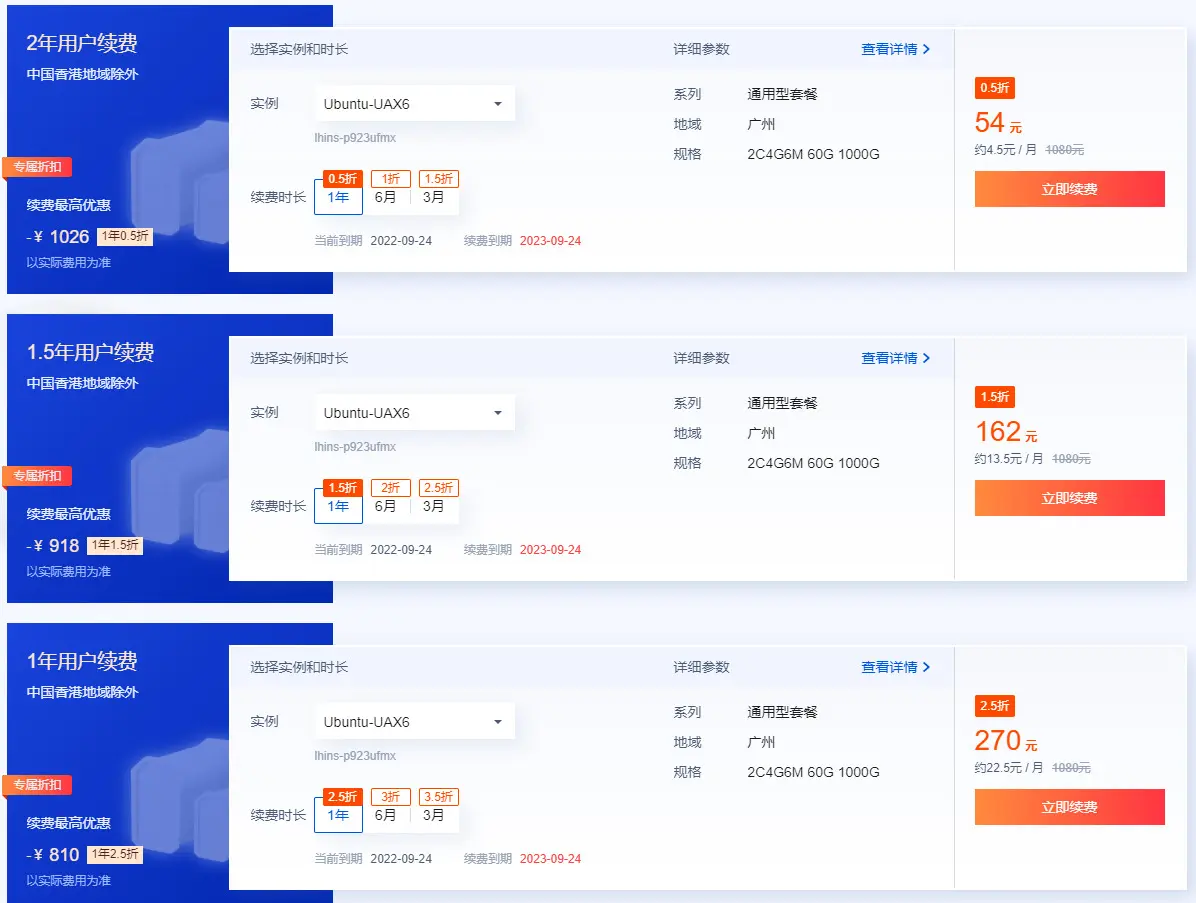 2年用户续费
中国香港地域除外
专属折扣
续费最高优惠
-¥ 1026 1年0.5折
以实际费用为准
选择实例和时长
实例 Ubuntu-UAX6
lhins-p923ufmx
0.5折 1折 1.5折
续费时长 1年 6月 3月
当前到期 2022-09-24 续费到期 2023-09-24
详细参数 查看详情
系列 通用型套餐
地域 广州
规格 2C4G6M 60G 1000G
0.5折
54 元
约4.5元 / 月 1080元
立即续费
1.5年用户续费
中国香港地域除外
专属折扣
续费最高优惠
-¥ 918 1年1.5折
以实际费用为准
选择实例和时长
实例 Ubuntu-UAX6
lhins-p923ufmx
1.5折 2折 2.5折
续费时长 1年 6月 3月
当前到期 2022-09-24 续费到期 2023-09-24
详细参数 查看详情
系列 通用型套餐
地域 广州
规格 2C4G6M 60G 1000G
1.5折
162 元
约13.5元 / 月 1080元
立即续费
1年用户续费
中国香港地域除外
专属折扣
续费最高优惠
-¥ 810 1年2.5折
以实际费用为准
选择实例和时长
实例 Ubuntu-UAX6
lhins-p923ufmx
2.5折 3折 3.5折
续费时长 1年 6月 3月
当前到期 2022-09-24 续费到期 2023-09-24
详细参数 查看详情
系列 通用型套餐
地域 广州
规格 2C4G6M 60G 1000G
2.5折
270 元
约22.5元 / 月 1080元
立即续费